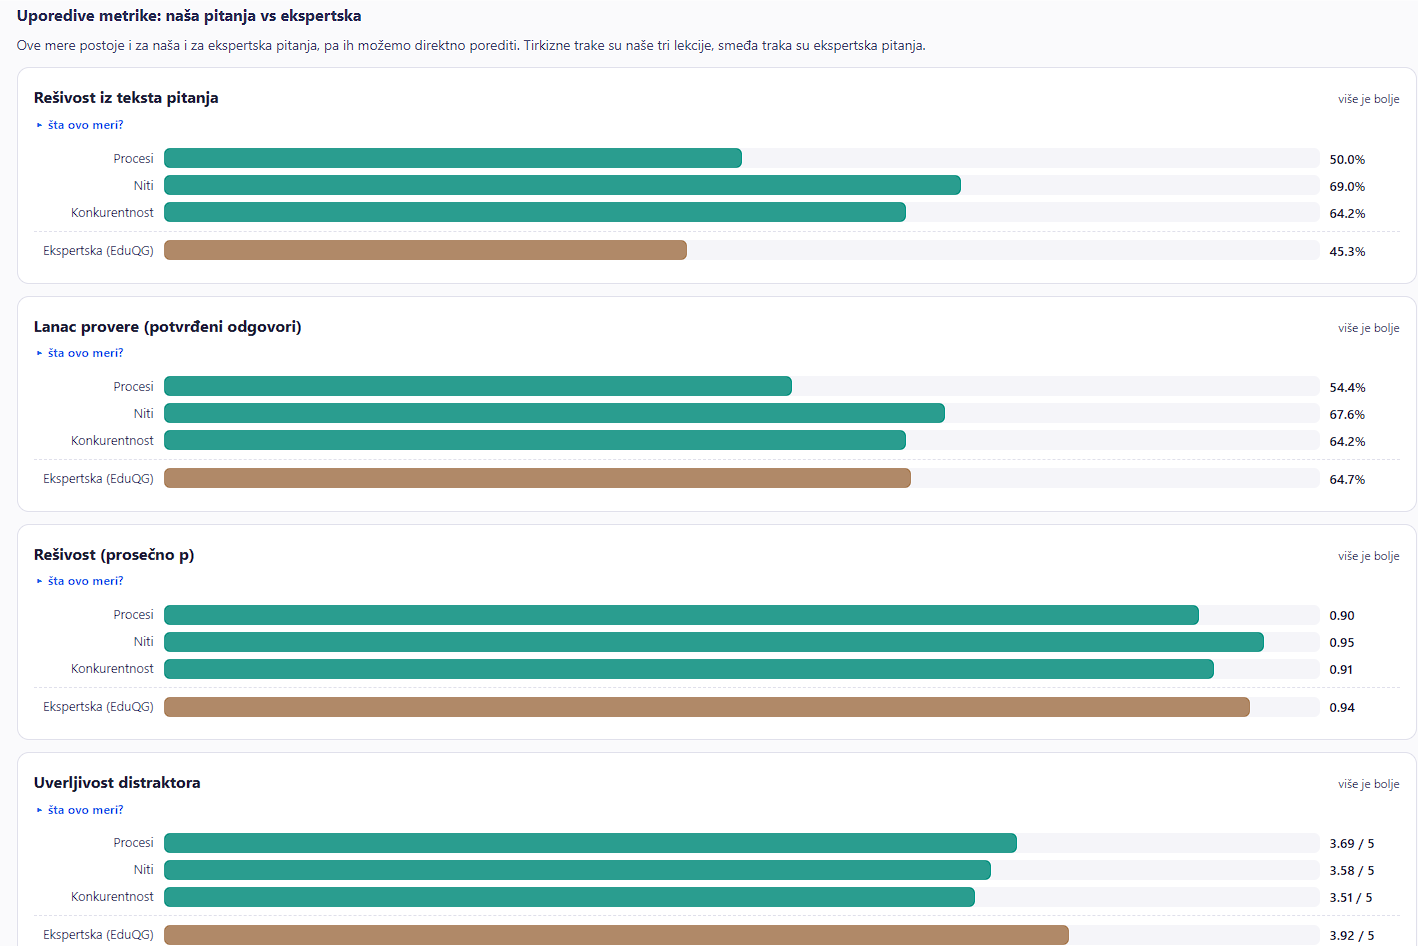 Uporedive metrike: naša pitanja vs ekspertska
Ove mere postoje i za naša i za ekspertska pitanja, pa ih možemo direktno porediti. Tirkizne trake su naše tri lekcije, smeđa traka su ekspertska pitanja.
Rešivost iz teksta pitanja
više je bolje
▸ šta ovo meri?
Procesi 50.0%
Niti 69.0%
Konkurentnost 64.2%
Ekspertska (EduQG) 45.3%
Lanac provere (potvrđeni odgovori)
više je bolje
▸ šta ovo meri?
Procesi 54.4%
Niti 67.6%
Konkurentnost 64.2%
Ekspertska (EduQG) 64.7%
Rešivost (prosečno p)
više je bolje
▸ šta ovo meri?
Procesi 0.90
Niti 0.95
Konkurentnost 0.91
Ekspertska (EduQG) 0.94
Uverljivost distraktora
više je bolje
▸ šta ovo meri?
Procesi 3.69 / 5
Niti 3.58 / 5
Konkurentnost 3.51 / 5
Ekspertska (EduQG) 3.92 / 5